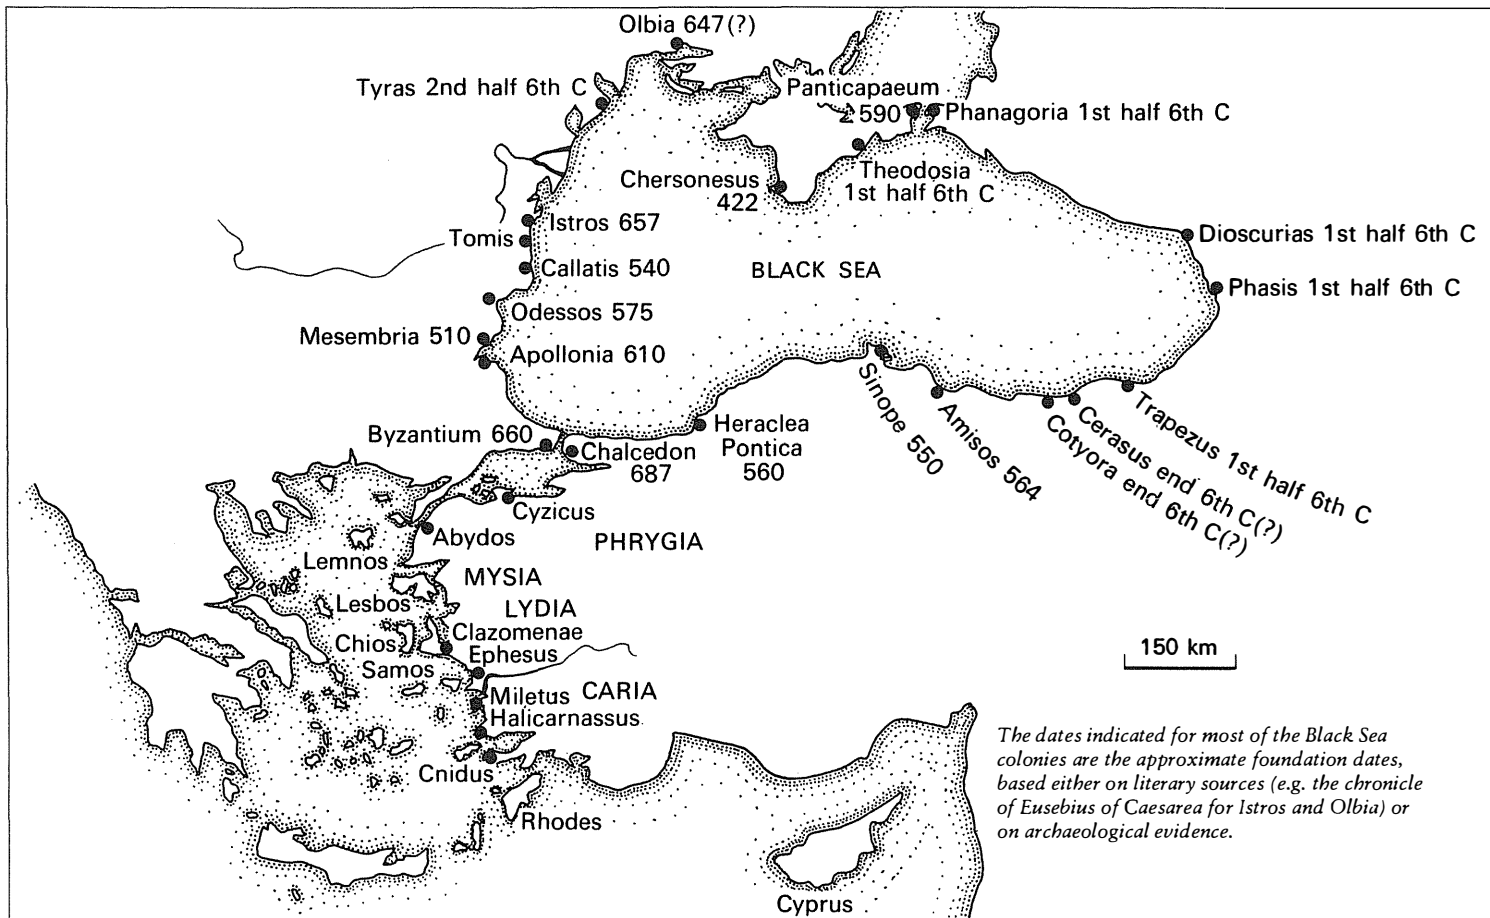 Olbia 647(?)
Tyras 2nd half 6th C
Panticapaeum
590
Phanagoria 1st half 6th C
Theodosia
1st half 6th C
Chersonesus
422
Istros 657
Tomis
Callatis 540
BLACK SEA
Dioscurias 1st half 6th C
Phasis 1st half 6th C
Odessos 575
Mesembria 510
Apollonia 610
Sinope 550
Amisos 564
Cotyora end 6th C(?)
Cerasus end 6th C(?)
Trapezus 1st half 6th C
Heraclea
Pontica
560
Byzantium 660
Chalcedon
687
Cyzicus
Abydos
PHRYGIA
Lemnos
MYSIA
Lesbos
LYDIA
Chios
Clazomenae
Ephesus
Samos
Miletus
CARIA
Halicarnassus
Cnidus
Rhodes
Cyprus
150 km
The dates indicated for most of the Black Sea
colonies are the approximate foundation dates,
based either on literary sources (e.g. the chronicle
of Eusebius of Caesarea for Istros and Olbia) or
on archaeological evidence.